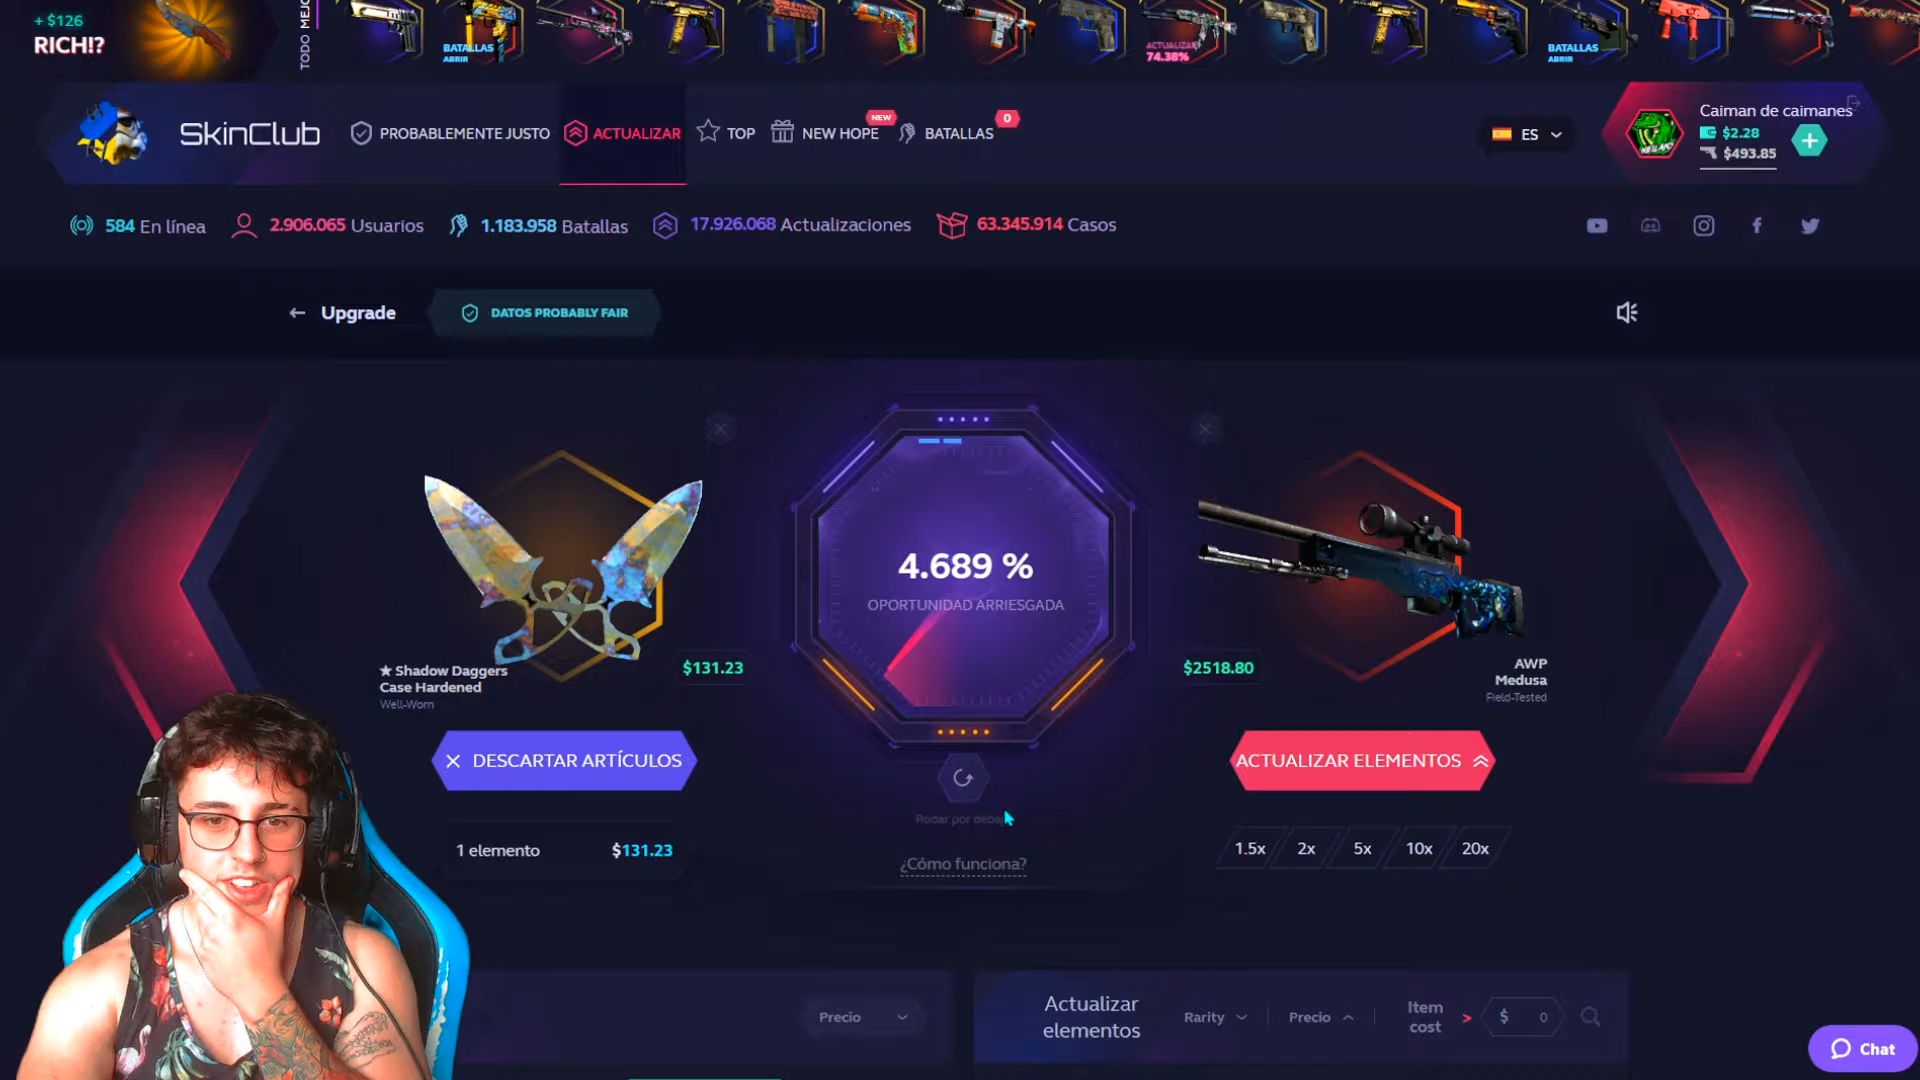 + $126
RICH!?
BATALLAS
ABRIR
ACTUALIZAR
74.38%
BATALLAS
ABRIR
SkinClub
PROBABLEMENTE JUSTO
ACTUALIZAR
TOP
NEW HOPE
NEW
BATALLAS
0
ES
Caiman de caimanes
$2.28
$493.85
584 En línea
2.906.065 Usuarios
1.183.958 Batallas
17.926.068 Actualizaciones
63.345.914 Casos
← Upgrade
DATOS PROBABLY FAIR
4.689 %
OPORTUNIDAD ARRIESGADA
★ Shadow Daggers
Case Hardened
Well-Worn
$131.23
$2518.80
AWP
Medusa
Field-Tested
DESCARTAR ARTÍCULOS
ACTUALIZAR ELEMENTOS
Rodar por
1 elemento
$131.23
¿Cómo funciona?
1.5x
2x
5x
10x
20x
Precio
Actualizar
elementos
Rarity
Precio
Item
cost
>
$ 0
Chat